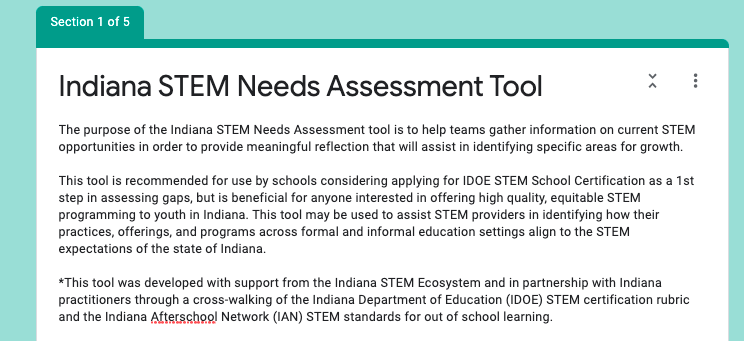 Section 1 of 5
Indiana STEM Needs Assessment Tool
The purpose of the Indiana STEM Needs Assessment tool is to help teams gather information on current STEM
opportunities in order to provide meaningful reflection that will assist in identifying specific areas for growth.
This tool is recommended for use by schools considering applying for IDOE STEM School Certification as a 1st
step in assessing gaps, but is beneficial for anyone interested in offering high quality, equitable STEM
programming to youth in Indiana. This tool may be used to assist STEM providers in identifying how their
practices, offerings, and programs across formal and informal education settings align to the STEM
expectations of the state of Indiana.
*This tool was developed with support from the Indiana STEM Ecosystem and in partnership with Indiana
practitioners through a cross-walking of the Indiana Department of Education (IDOE) STEM certification rubric
and the Indiana Afterschool Network (IAN) STEM standards for out of school learning.